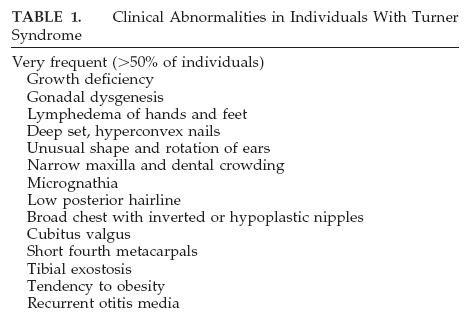 TABLE 1. Clinical Abnormalities in Individuals With Turner
Syndrome
Very frequent (>50% of individuals)
Growth deficiency
Gonadal dysgenesis
Lymphedema of hands and feet
Deep set, hyperconvex nails
Unusual shape and rotation of ears
Narrow maxilla and dental crowding
Micrognathia
Low posterior hairline
Broad chest with inverted or hypoplastic nipples
Cubitus valgus
Short fourth metacarpals
Tibial exostosis
Tendency to obesity
Recurrent otitis media